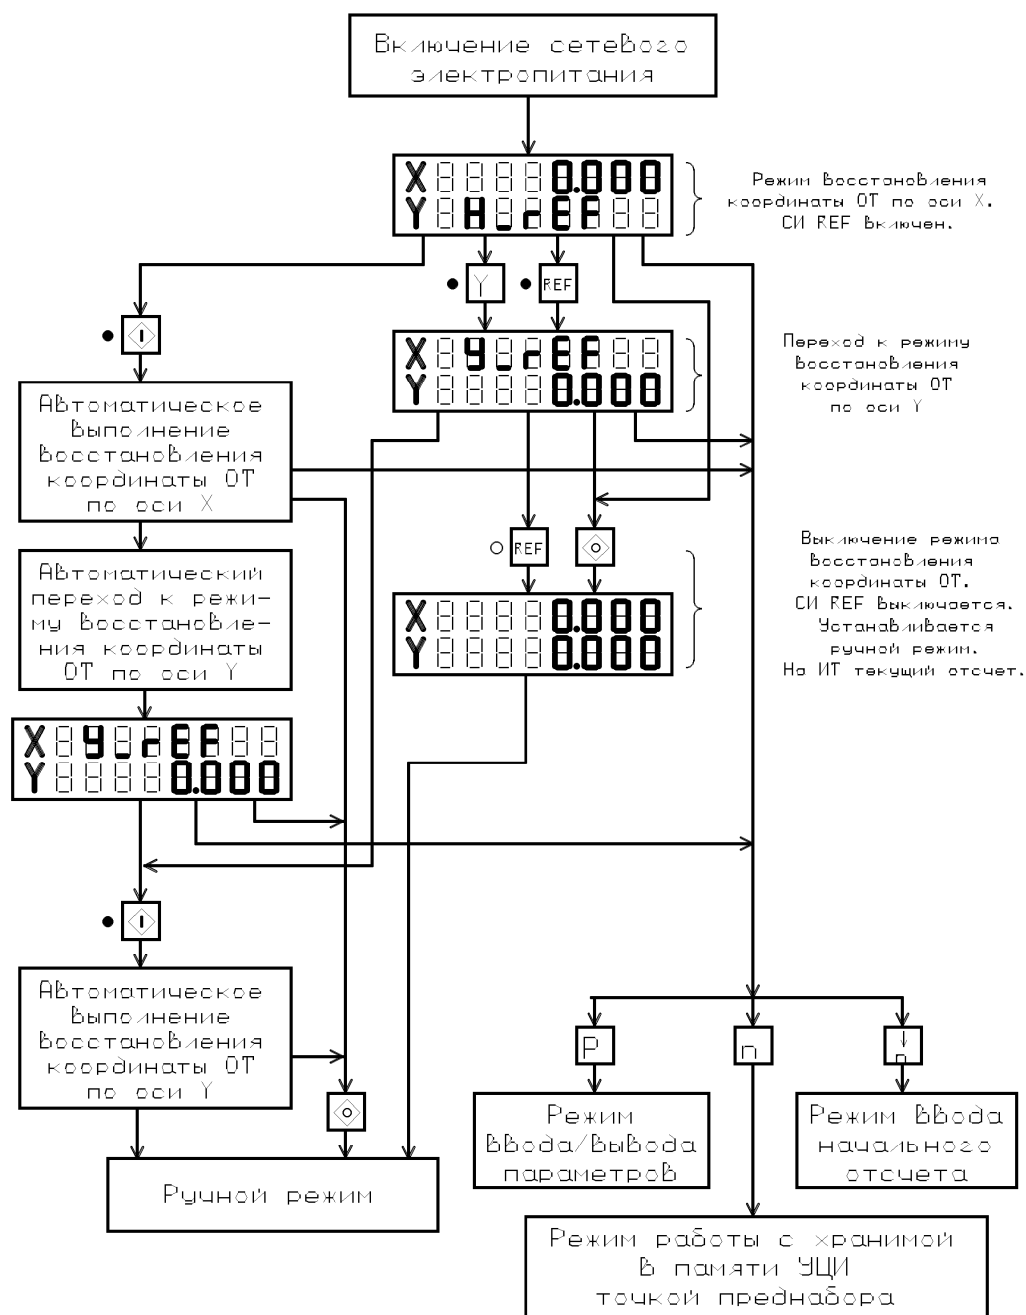 Включение сетевого
электропитания
X 0.000
Y H_rEF
Режим восстановления
координаты ОТ по оси X.
СИ REF включен.
Y
REF
X У_rEF
Y 0.000
Переход к режиму
восстановления
координаты ОТ
по оси Y
Автоматическое
выполнение
восстановления
координаты ОТ
по оси X
REF
Выключение режима
восстановления
координаты ОТ.
СИ REF выключается.
Устанавливается
ручной режим.
На ИТ текущий отсчет.
Автоматический
переход к режи-
му восстановле-
ния координаты
ОТ по оси Y
X 0.000
Y 0.000
X У_rEF
Y 0.000
Автоматическое
выполнение
восстановления
координаты ОТ
по оси Y
P
п
↓
п
Режим
ввода/вывода
параметров
Режим ввода
начального
отсчета
Ручной режим
Режим работы с хранимой
в памяти УЦИ
точкой преднабора